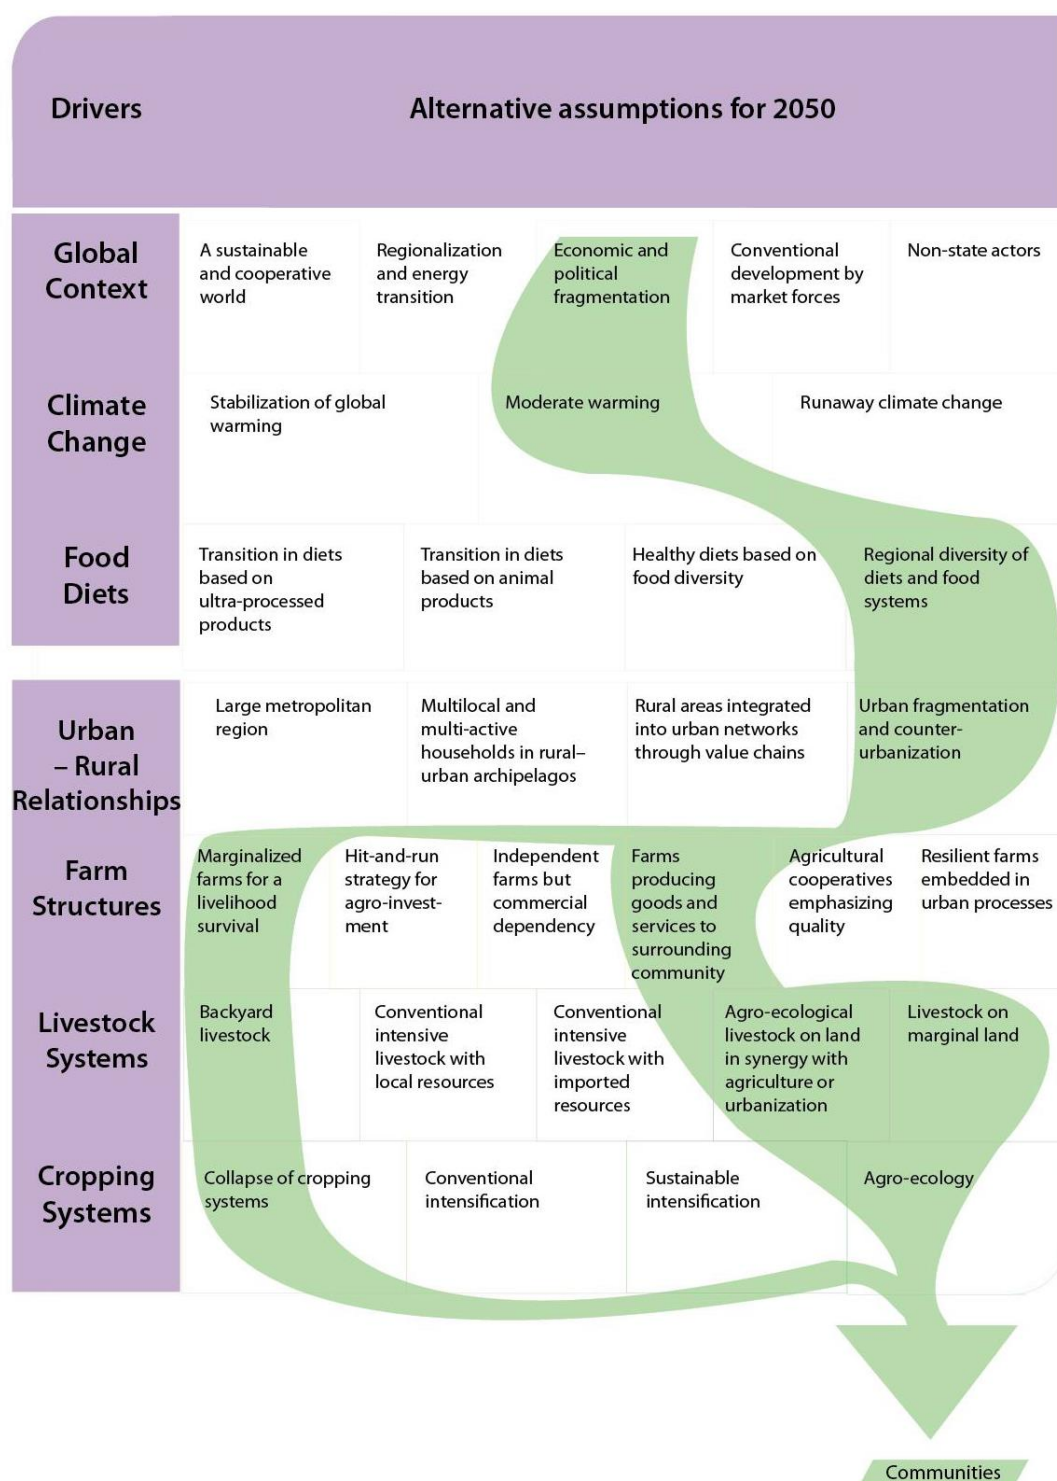 Drivers
Alternative assumptions for 2050
Global
Context
A sustainable
and cooperative
world
Regionalization
and energy
transition
Economic and
political
fragmentation
Conventional
development by
market forces
Non-state actors
Climate
Change
Stabilization of global
warming
Moderate warming
Runaway climate change
Food
Diets
Transition in diets
based on
ultra-processed
products
Transition in diets
based on animal
products
Healthy diets based on
food diversity
Regional diversity of
diets and food
systems
Urban
– Rural
Relationships
Large metropolitan
region
Multilocal and
multi-active
households in rural–
urban archipelagos
Rural areas integrated
into urban networks
through value chains
Urban fragmentation
and counter-
urbanization
Farm
Structures
Marginalized
farms for a
livelihood
survival
Hit-and-run
strategy for
agro-invest-
ment
Independent
farms but
commercial
dependency
Farms
producing
goods and
services to
surrounding
community
Agricultural
cooperatives
emphasizing
quality
Resilient farms
embedded in
urban processes
Livestock
Systems
Backyard
livestock
Conventional
intensive
livestock with
local resources
Conventional
intensive
livestock with
imported
resources
Agro-ecological
livestock on land
in synergy with
agriculture or
urbanization
Livestock on
marginal land
Cropping
Systems
Collapse of cropping
systems
Conventional
intensification
Sustainable
intensification
Agro-ecology
Communities